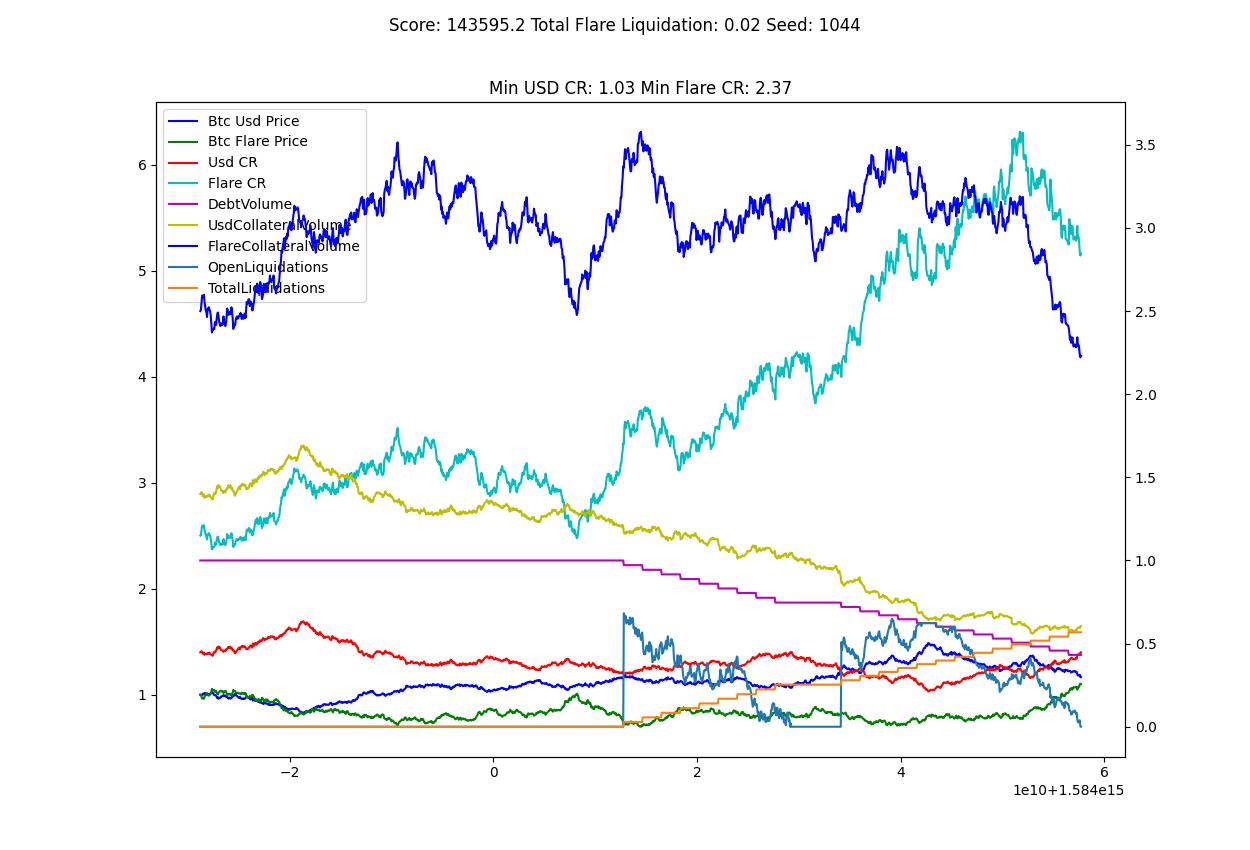 Score: 143595.2 Total Flare Liquidation: 0.02 Seed: 1044
Min USD CR: 1.03 Min Flare CR: 2.37
Btc Usd Price
Btc Flare Price
Usd CR
Flare CR
DebtVolume
UsdCollateralVolume
FlareCollateralVolume
OpenLiquidations
TotalLiquidations
6
5
4
3
2
1
3.5
3.0
2.5
2.0
1.5
1.0
0.5
0.0
−2
0
2
4
6
1e10+1.584e15